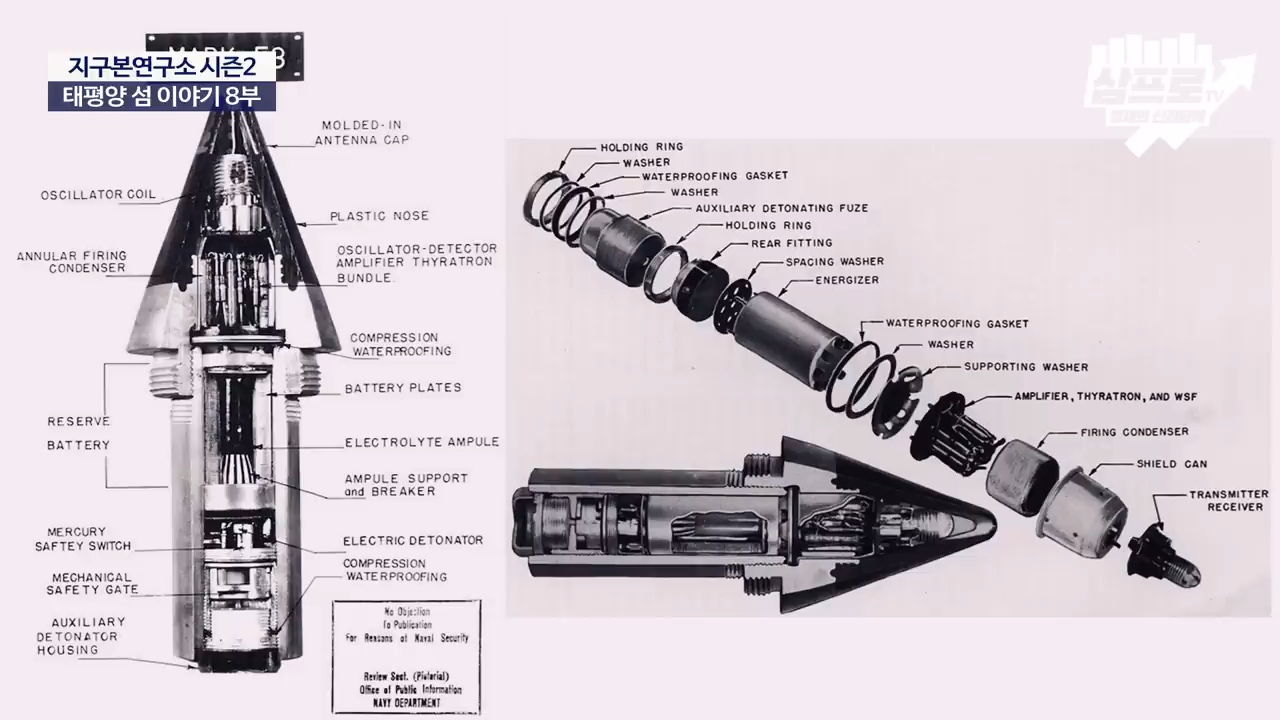 지구본연구소 시즌2
태평양 섬 이야기 8부
삼프로TV
MOLDED-IN
ANTENNA CAP
OSCILLATOR COIL
PLASTIC NOSE
ANNULAR FIRING
CONDENSER
OSCILLATOR-DETECTOR
AMPLIFIER THYRATRON
BUNDLE.
COMPRESSION
WATERPROOFING
BATTERY PLATES
RESERVE
BATTERY
ELECTROLYTE AMPULE
AMPULE SUPPORT
and BREAKER
MERCURY
SAFTEY SWITCH
ELECTRIC DETONATOR
MECHANICAL
SAFETY GATE
COMPRESSION
WATERPROOFING
AUXILIARY
DETONATOR
HOUSING
No Objection
To Publication
For Reasons of Naval Security
Review Sect. (Pictorial)
Office of Public Information
NAVY DEPARTMENT
HOLDING RING
WASHER
WATERPROOFING GASKET
WASHER
AUXILIARY DETONATING FUZE
HOLDING RING
REAR FITTING
SPACING WASHER
ENERGIZER
WATERPROOFING GASKET
WASHER
SUPPORTING WASHER
AMPLIFIER, THYRATRON, AND WSF
FIRING CONDENSER
SHIELD CAN
TRANSMITTER
RECEIVER